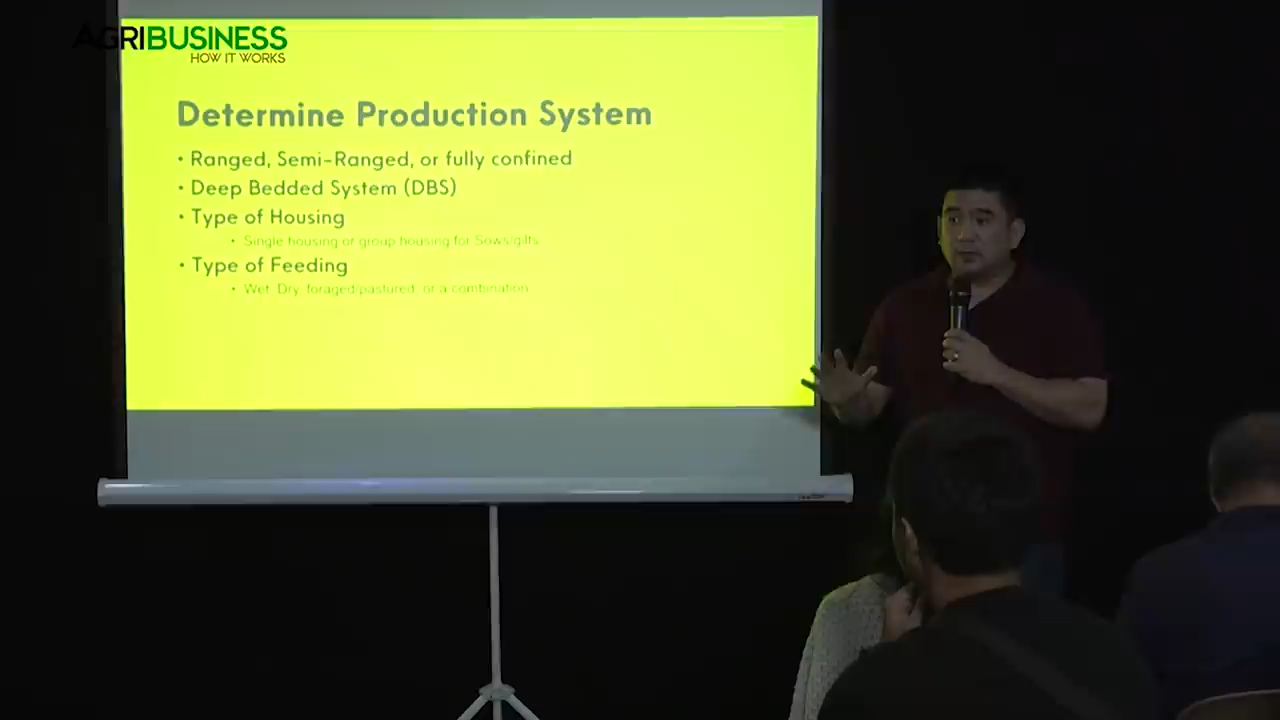 AGRIBUSINESS
HOW IT WORKS
Determine Production System
• Ranged, Semi-Ranged, or fully confined
• Deep Bedded System (DBS)
• Type of Housing
• Single housing or group housing for Sows/gilts
• Type of Feeding
• Wet, Dry, foraged/pastured, or a combination